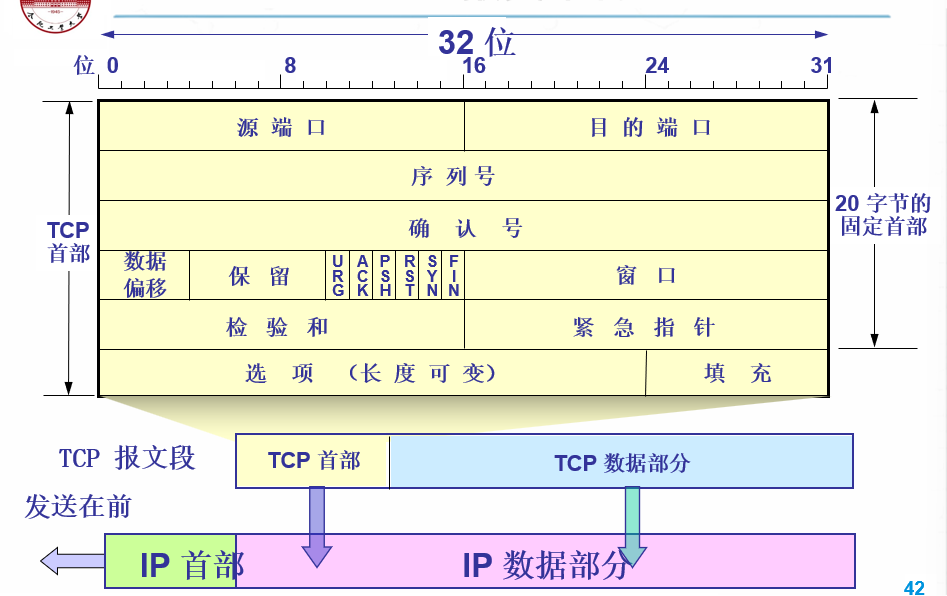 32 位
位 0 8 16 24 31
源 端 口 目 的 端 口
序 列 号
确 认 号
TCP
首部
20 字节的
固定首部
数据
偏移
保 留
URG
ACK
PSH
RST
SYN
FIN
窗 口
检 验 和 紧 急 指 针
选 项 （长 度 可 变） 填 充
TCP 报文段
TCP 首部 TCP 数据部分
发送在前
IP 首部 IP 数据部分
42